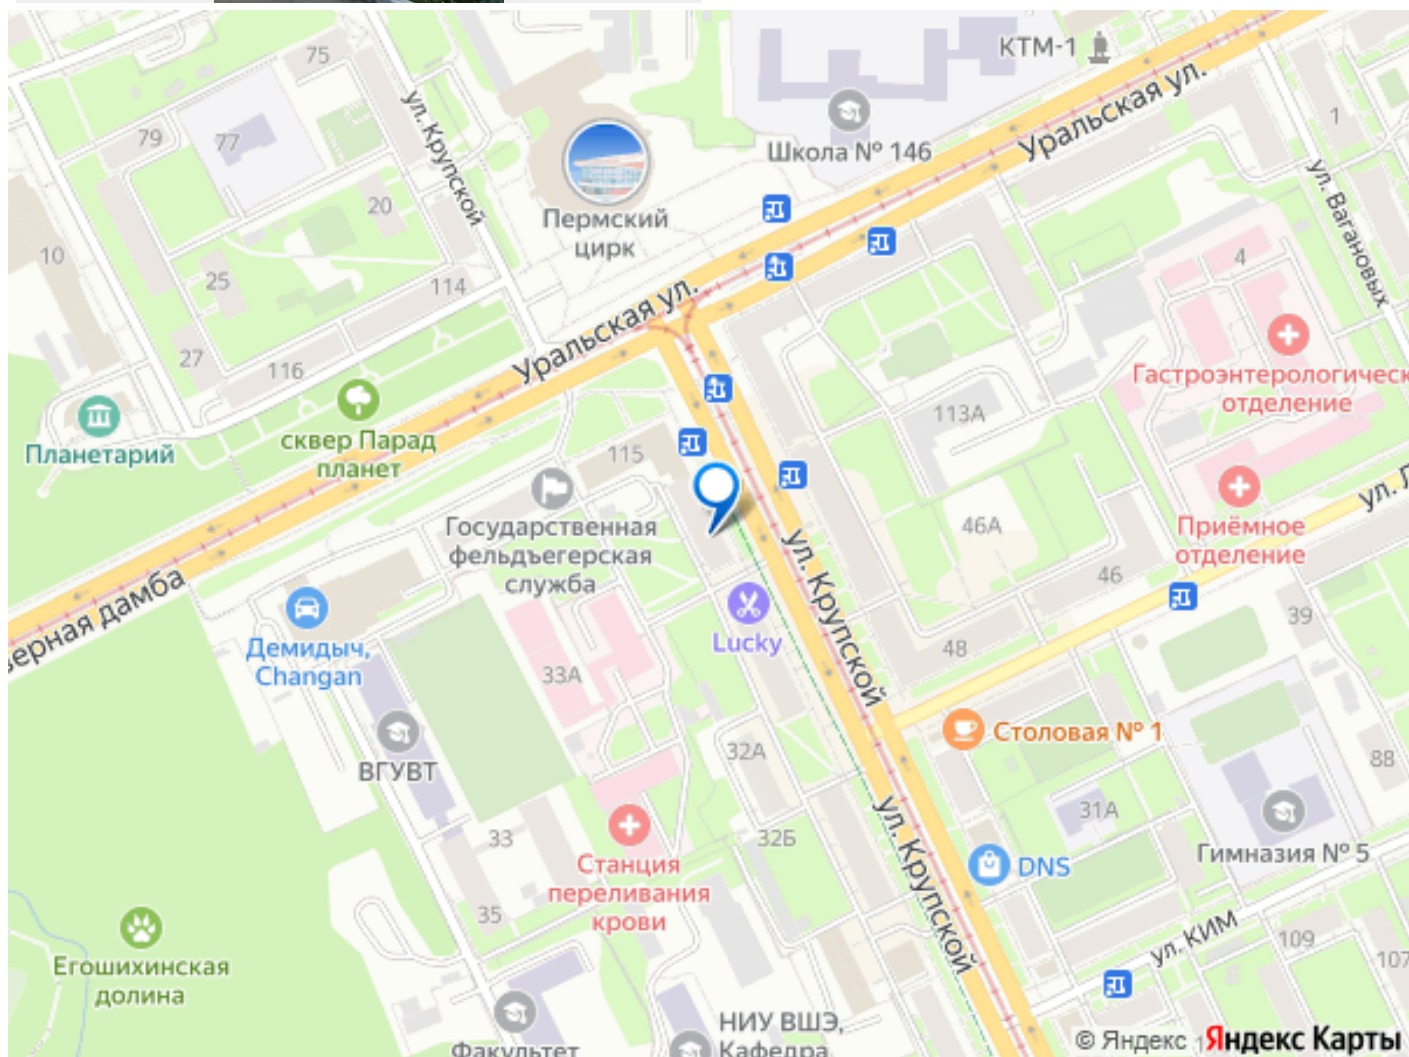 75
КТМ-1
Уральская ул.
79
77
ул. Крупской
Школа № 146
1
ул. Вагановых
20
Пермский
цирк
10
25
114
4
Уральская ул.
27
116
Гастроэнтерологическ
отделение
113А
Планетарий
сквер Парад
планет
115
ул. Л
Государственная
фельдъегерская
служба
46А
Приёмное
отделение
ул. Крупской
46
верная дамба
39
Демидыч,
Changan
Lucky
48
33А
Столовая № 1
32А
88
ВГУВТ
31А
33
32Б
ул. Крупской
Гимназия № 5
Станция
переливания
крови
DNS
35
ул. КИМ
109
107
Егошихинская
долина
НИУ ВШЭ,
Кафедра
Факультет
© Яндекс
Яндекс Карты